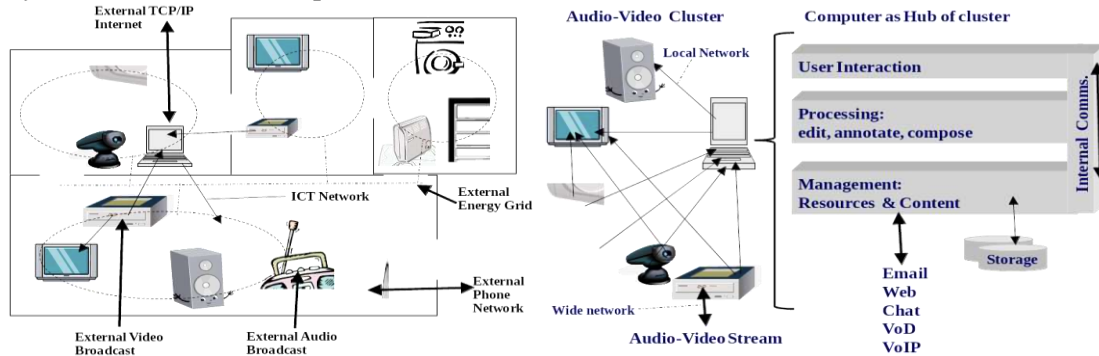 External TCP/IP
Internet
ICT Network
External
Energy Grid
External
Phone
Network
External Video
Broadcast
External Audio
Broadcast
Audio-Video Cluster
Local Network
Wide network
Audio-Video Stream
Computer as Hub of cluster
User Interaction
Processing:
edit, annotate, compose
Management:
Resources & Content
Internal Comms.
Storage
Email
Web
Chat
VoD
VoIP